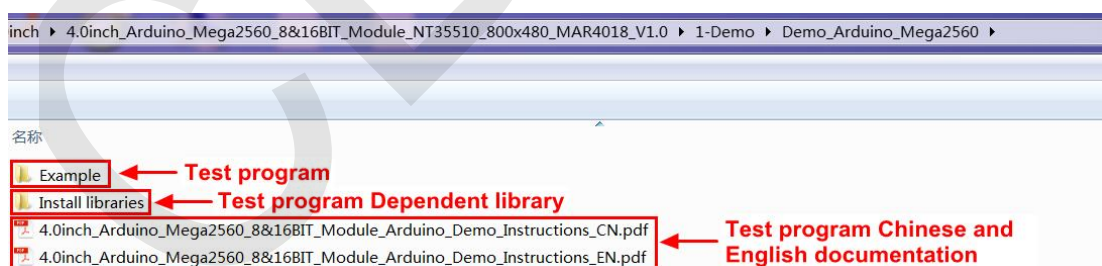 inch ▸ 4.0inch_Arduino_Mega2560_8&16BIT_Module_NT35510_800x480_MAR4018_V1.0 ▸ 1-Demo ▸ Demo_Arduino_Mega2560 ▸
名称
Example Test program
Install libraries Test program Dependent library
4.0inch_Arduino_Mega2560_8&16BIT_Module_Arduino_Demo_Instructions_CN.pdf
4.0inch_Arduino_Mega2560_8&16BIT_Module_Arduino_Demo_Instructions_EN.pdf
Test program Chinese and
English documentation